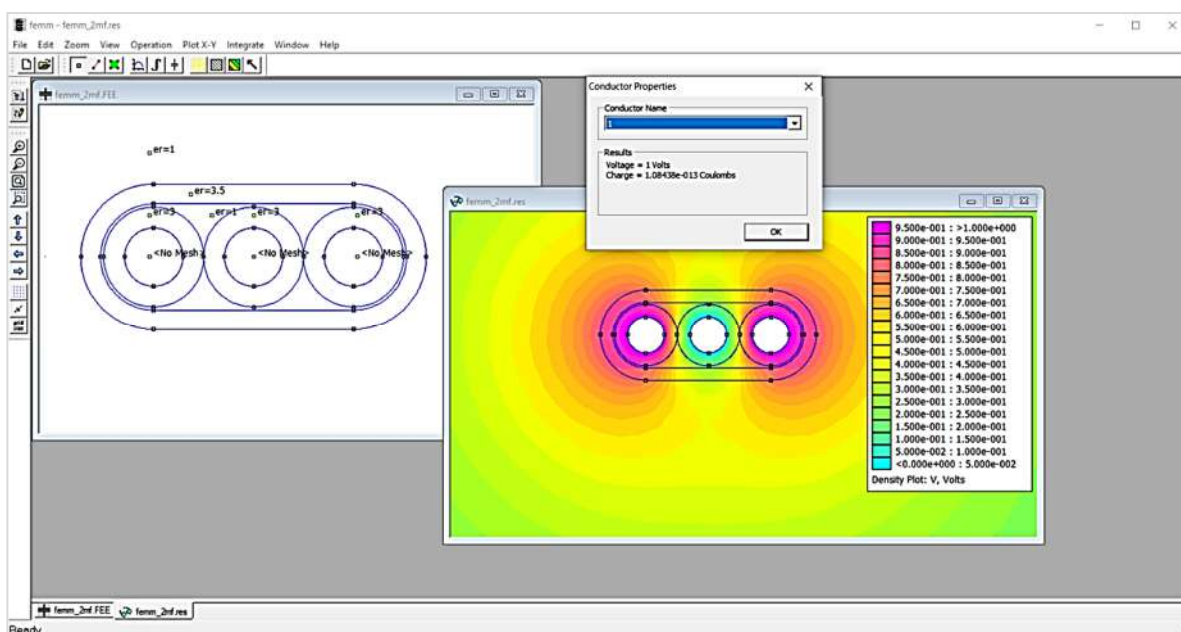 femm - femm_2mf.res
File Edit Zoom View Operation Plot X-Y Integrate Window Help
femm_2mf.FEE
er=1
er=3.5
er=3
er=1
er=3
er=3
<No Mesh>
<No Mesh>
<No Mesh>
Conductor Properties
Conductor Name
1
Results
Voltage = 1 Volts
Charge = 1.08438e-013 Coulombs
OK
femm_2mf.res
9.500e-001 : >1.000e+000
9.000e-001 : 9.500e-001
8.500e-001 : 9.000e-001
8.000e-001 : 8.500e-001
7.500e-001 : 8.000e-001
7.000e-001 : 7.500e-001
6.500e-001 : 7.000e-001
6.000e-001 : 6.500e-001
5.500e-001 : 6.000e-001
5.000e-001 : 5.500e-001
4.500e-001 : 5.000e-001
4.000e-001 : 4.500e-001
3.500e-001 : 4.000e-001
3.000e-001 : 3.500e-001
2.500e-001 : 3.000e-001
2.000e-001 : 2.500e-001
1.500e-001 : 2.000e-001
1.000e-001 : 1.500e-001
5.000e-002 : 1.000e-001
<0.000e+000 : 5.000e-002
Density Plot: V, Volts
femm_2mf.FEE femm_2mf.res
Ready